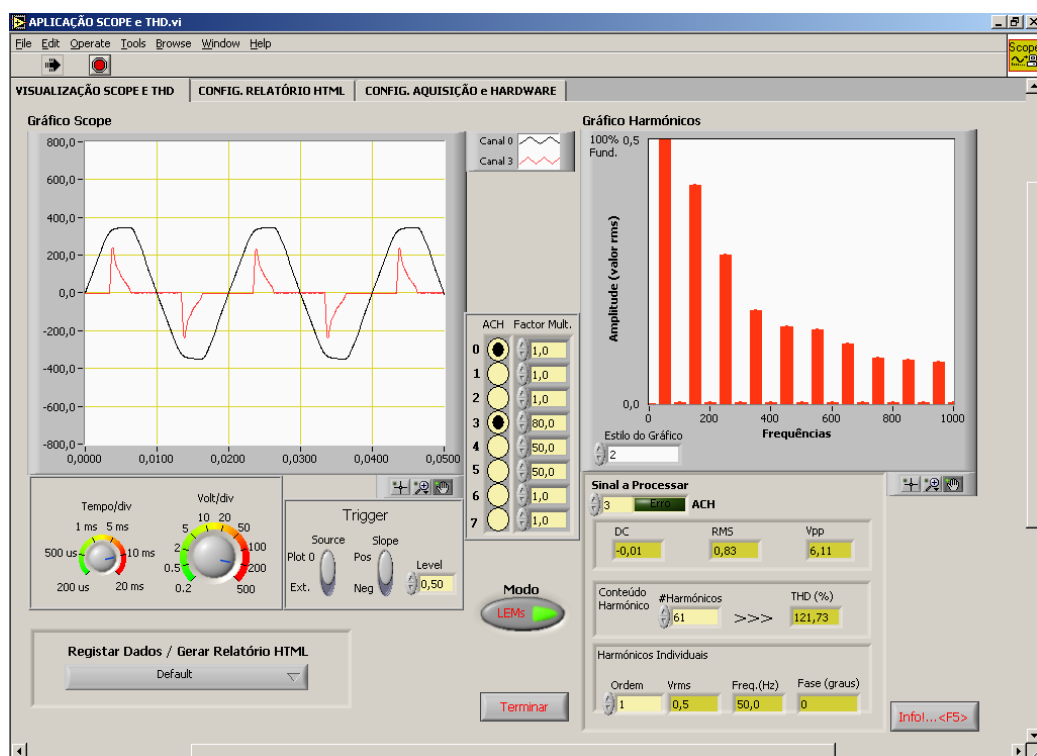 APLICAÇÃO SCOPE e THD.vi
File Edit Operate Tools Browse Window Help
Scope
VISUALIZAÇÃO SCOPE E THD CONFIG. RELATÓRIO HTML CONFIG. AQUISIÇÃO e HARDWARE
Gráfico Scope
800,0
600,0
400,0
200,0
0,0
-200,0
-400,0
-600,0
-800,0
0,0000 0,0100 0,0200 0,0300 0,0400 0,0500
Canal 0
Canal 3
Gráfico Harmónicos
100% 0,5
Fund.
Amplitude (valor rms)
0,0
0 200 400 600 800 1000
Frequências
Estilo do Gráfico
2
ACH Factor Mult.
0 1,0
1 1,0
2 1,0
3 80,0
4 50,0
5 50,0
6 1,0
7 1,0
Tempo/div
1 ms 5 ms
500 us 10 ms
200 us 20 ms
Volt/div
10 20
5 50
2 100
0.5 200
0.2 500
Trigger
Source Slope
Plot 0 Pos Level
Ext. Neg 0,50
Modo
LEMs
Sinal a Processar
3 Erro ACH
DC RMS Vpp
-0,01 0,83 6,11
Conteúdo
Harmónico
#Harmónicos THD (%)
61 >>> 121,73
Harmónicos Individuais
Ordem Vrms Freq.(Hz) Fase (graus)
1 0,5 50,0 0
Registar Dados / Gerar Relatório HTML
Default
Terminar
Info!...<F5>